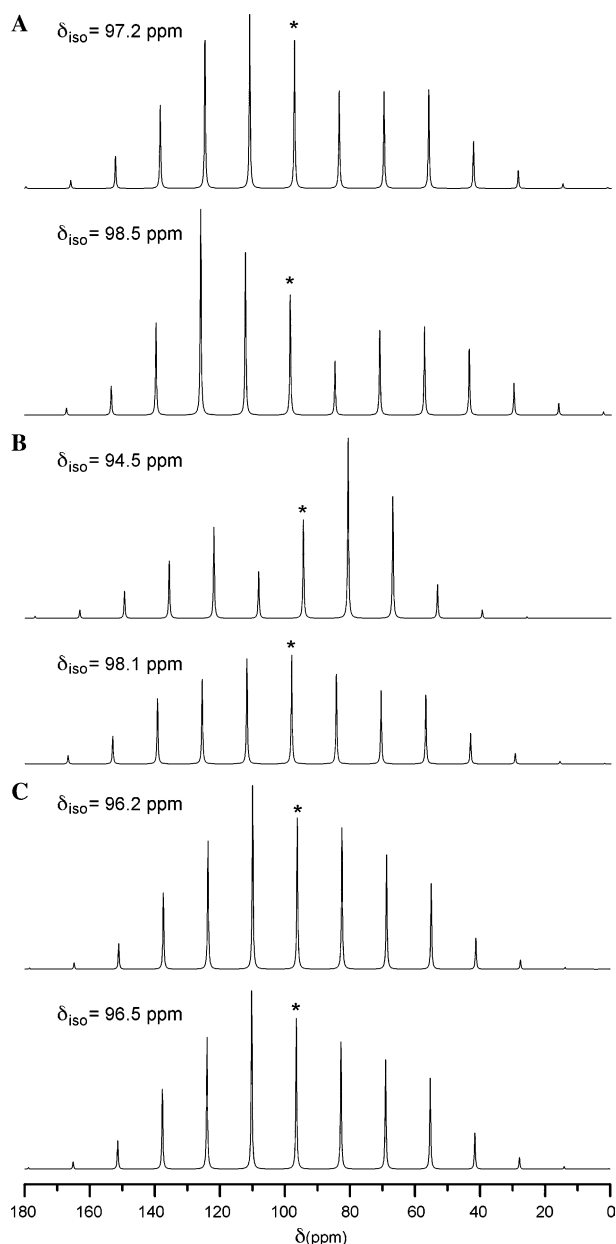 A
δiso= 97.2 ppm
*
δiso= 98.5 ppm
*
B
δiso= 94.5 ppm
*
δiso= 98.1 ppm
*
C
δiso= 96.2 ppm
*
δiso= 96.5 ppm
*
180 160 140 120 100 80 60 40 20 0
δ(ppm)